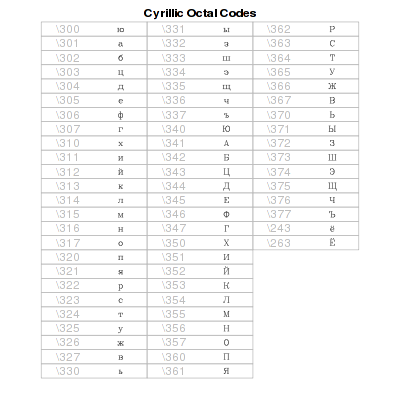 Cyrillic Octal Codes
\300 ю \331 ы \362 Р
\301 а \332 з \363 С
\302 б \333 ш \364 Т
\303 ц \334 э \365 У
\304 д \335 щ \366 Ж
\305 е \336 ч \367 В
\306 ф \337 ъ \370 Ь
\307 г \340 Ю \371 Ы
\310 х \341 А \372 З
\311 и \342 Б \373 Ш
\312 й \343 Ц \374 Э
\313 к \344 Д \375 Щ
\314 л \345 Е \376 Ч
\315 м \346 Ф \377 Ъ
\316 н \347 Г \243 ё
\317 о \350 Х \263 Ё
\320 п \351 И
\321 я \352 Й
\322 р \353 К
\323 с \354 Л
\324 т \355 М
\325 у \356 Н
\326 ж \357 О
\327 в \360 П
\330 ь \361 Я